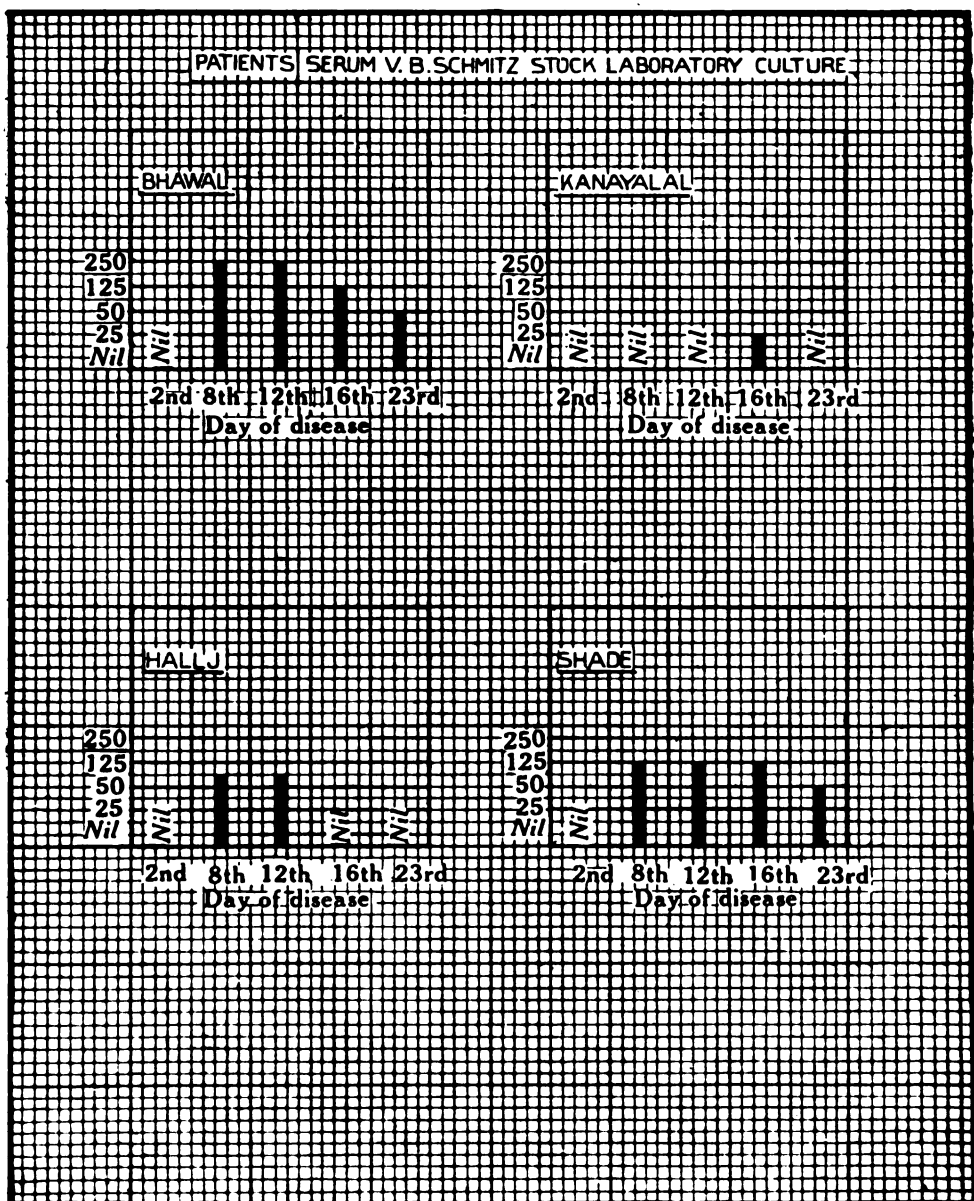 PATIENTS SERUM V. B. SCHMITZ STOCK LABORATORY CULTURE
BHAWAL
250
125
50
25
Nil
Nil
2nd 8th 12th 16th 23rd
Day of disease
KANAYALAL
250
125
50
25
Nil
Nil Nil Nil Nil
2nd 8th 12th 16th 23rd
Day of disease
HALLJ
250
125
50
25
Nil
Nil Nil Nil
2nd 8th 12th 16th 23rd
Day of disease
SHADE
250
125
50
25
Nil
Nil
2nd 8th 12th 16th 23rd
Day of disease